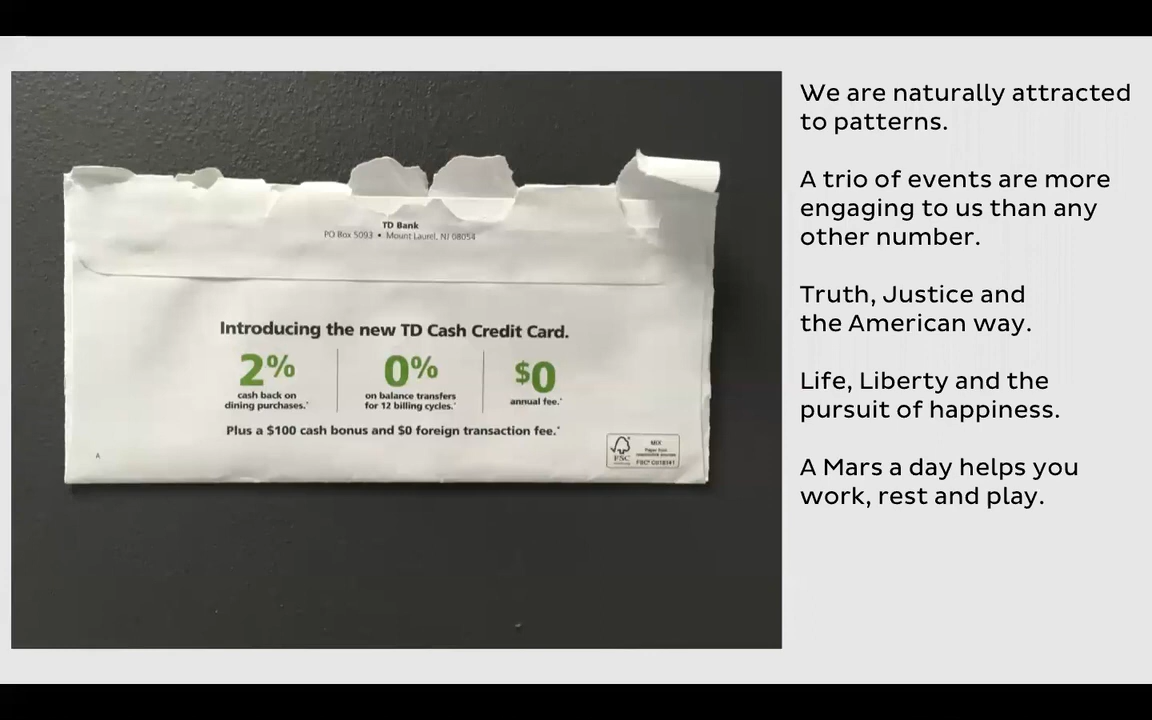 TD Bank
PO Box 5093 • Mount Laurel, NJ 08054
Introducing the new TD Cash Credit Card.
2%
cash back on
dining purchases.*
0%
on balance transfers
for 12 billing cycles.*
$0
annual fee.*
Plus a $100 cash bonus and $0 foreign transaction fee.*
A
FSC
MIX
Paper from
We are naturally attracted
to patterns.
A trio of events are more
engaging to us than any
other number.
Truth, Justice and
the American way.
Life, Liberty and the
pursuit of happiness.
A Mars a day helps you
work, rest and play.